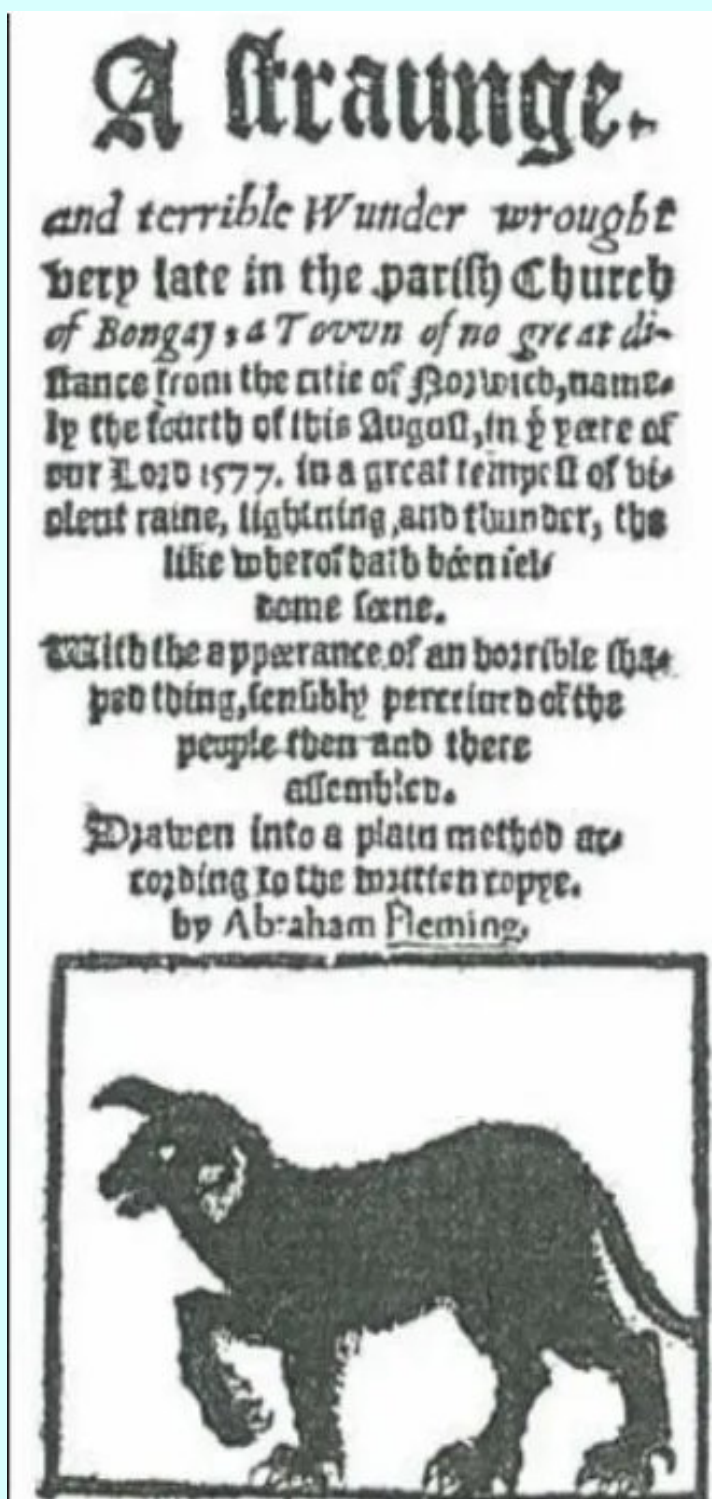 A ſtraunge.
and terrible Wunder wrought
very late in the pariſh Church
of Bongay, a Tovvn of no great di-
ſtance from the citie of Norwich, name-
ly the fourth of this Auguſt, in yͤ yeere of
our Lord 1577. in a great tempeſt of vi-
olent raine, lightning, and thunder, the
like wherof hath béen ſel-
dome ſeene.
With the appeerance, of an horrible ſha-
ped thing, ſenſibly perceiued of the
people then and there
aſſembled.
Drawen into a plain method ac-
cording to the written copye.
by Abraham Fleming.